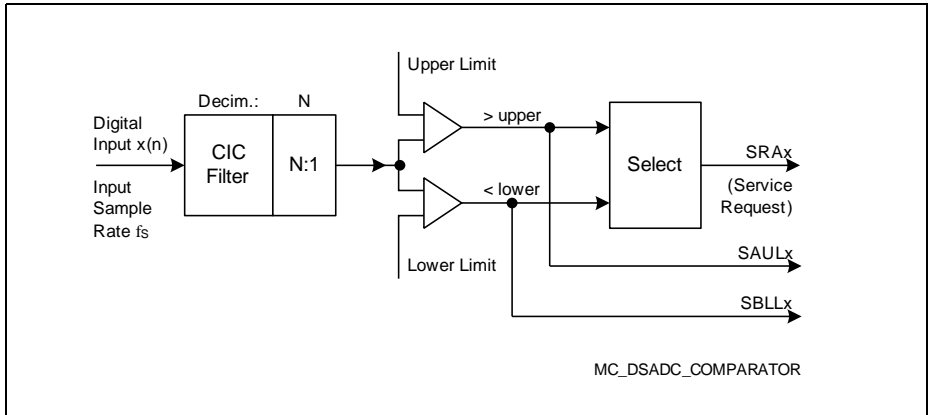 Upper Limit
Decim.: N
Digital
Input x(n)
CIC
Filter
N:1
Input
Sample
Rate fS
> upper
< lower
Lower Limit
Select
SRAx
(Service
Request)
SAULx
SBLLx
MC_DSADC_COMPARATOR